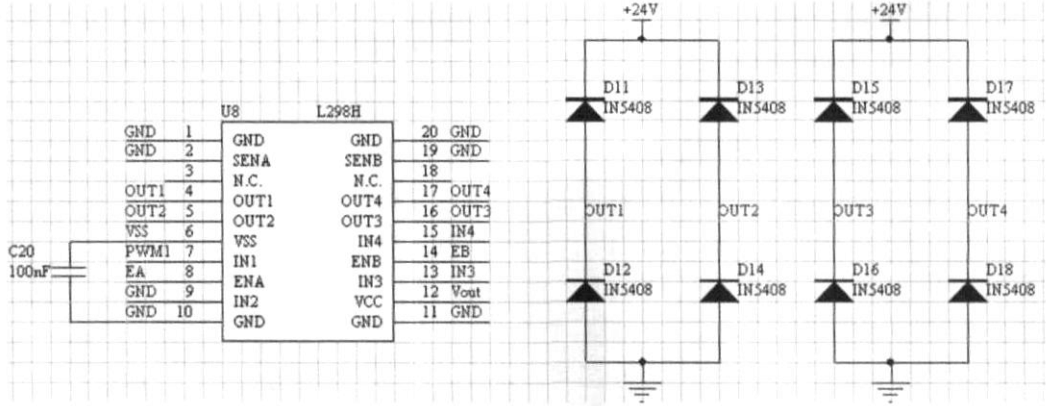 U8 L298H
GND 1 GND GND 20 GND
GND 2 SENA SENB 19 GND
3 N.C. N.C. 18
OUT1 4 OUT1 OUT4 17 OUT4
OUT2 5 OUT2 OUT3 16 OUT3
VSS 6 VSS IN4 15 IN4
PWM1 7 IN1 ENB 14 EB
EA 8 ENA IN3 13 IN3
GND 9 IN2 VCC 12 Vout
GND 10 GND GND 11 GND
C20
100nF
+24V +24V
D11 D13 D15 D17
IN5408 IN5408 IN5408 IN5408
OUT1 OUT2 OUT3 OUT4
D12 D14 D16 D18
IN5408 IN5408 IN5408 IN5408